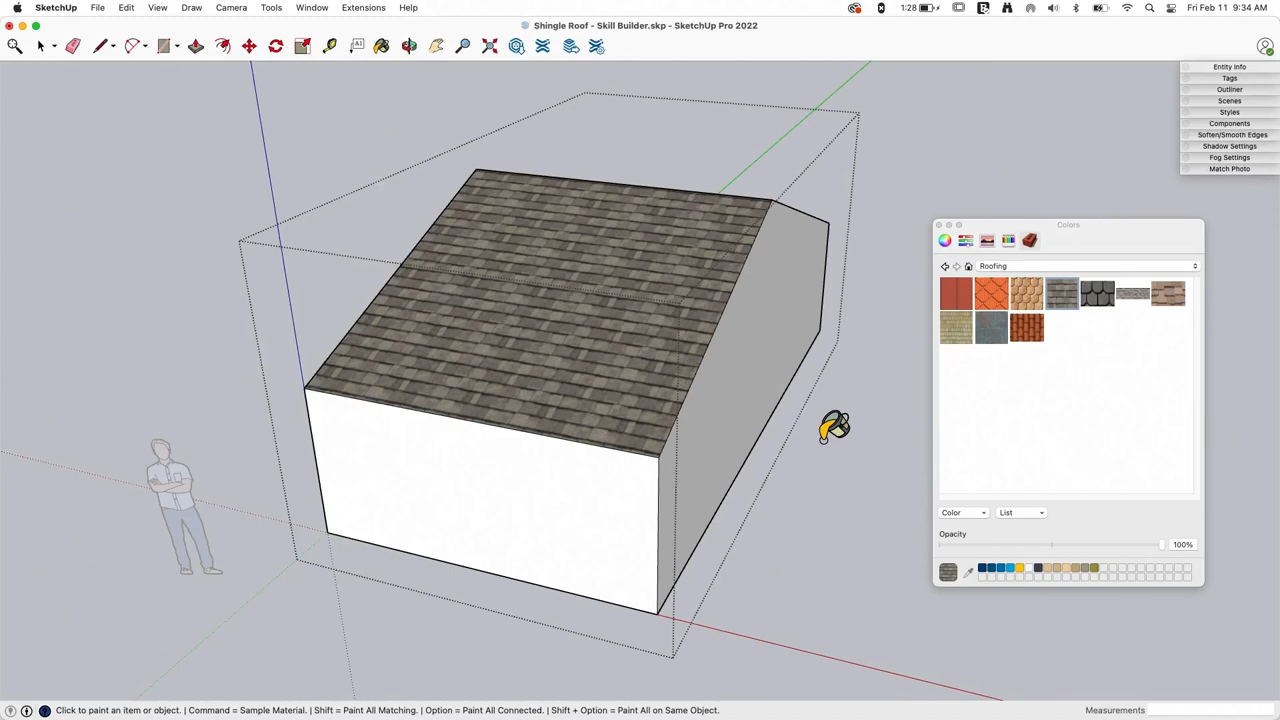 SketchUp File Edit View Draw Camera Tools Window Extensions Help 1:28 Fri Feb 11 9:34 AM
Shingle Roof - Skill Builder.skp - SketchUp Pro 2022
A1
Entity Info
Tags
Outliner
Scenes
Styles
Components
Soften/Smooth Edges
Shadow Settings
Fog Settings
Match Photo
Colors
Roofing
Color List
Opacity
100%
Click to paint an item or object. | Command = Sample Material. | Shift = Paint All Matching. | Option = Paint All Connected. | Shift + Option = Paint All on Same Object. Measurements